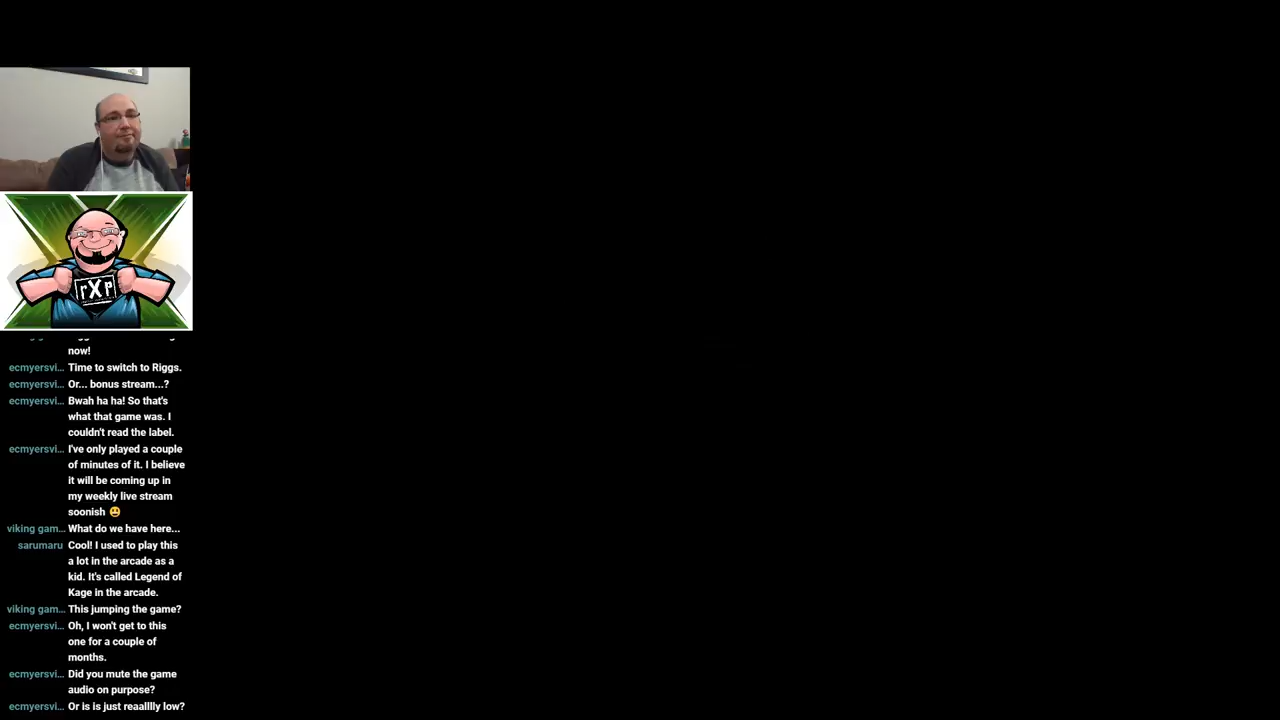 rXp
now!
ecmyersvi... Time to switch to Riggs.
ecmyersvi... Or... bonus stream...?
ecmyersvi... Bwah ha ha! So that's
what that game was. I
couldn't read the label.
ecmyersvi... I've only played a couple
of minutes of it. I believe
it will be coming up in
my weekly live stream
soonish 😃
viking gam... What do we have here...
sarumaru Cool! I used to play this
a lot in the arcade as a
kid. It's called Legend of
Kage in the arcade.
viking gam... This jumping the game?
ecmyersvi... Oh, I won't get to this
one for a couple of
months.
ecmyersvi... Did you mute the game
audio on purpose?
ecmyersvi... Or is is just reaalllly low?